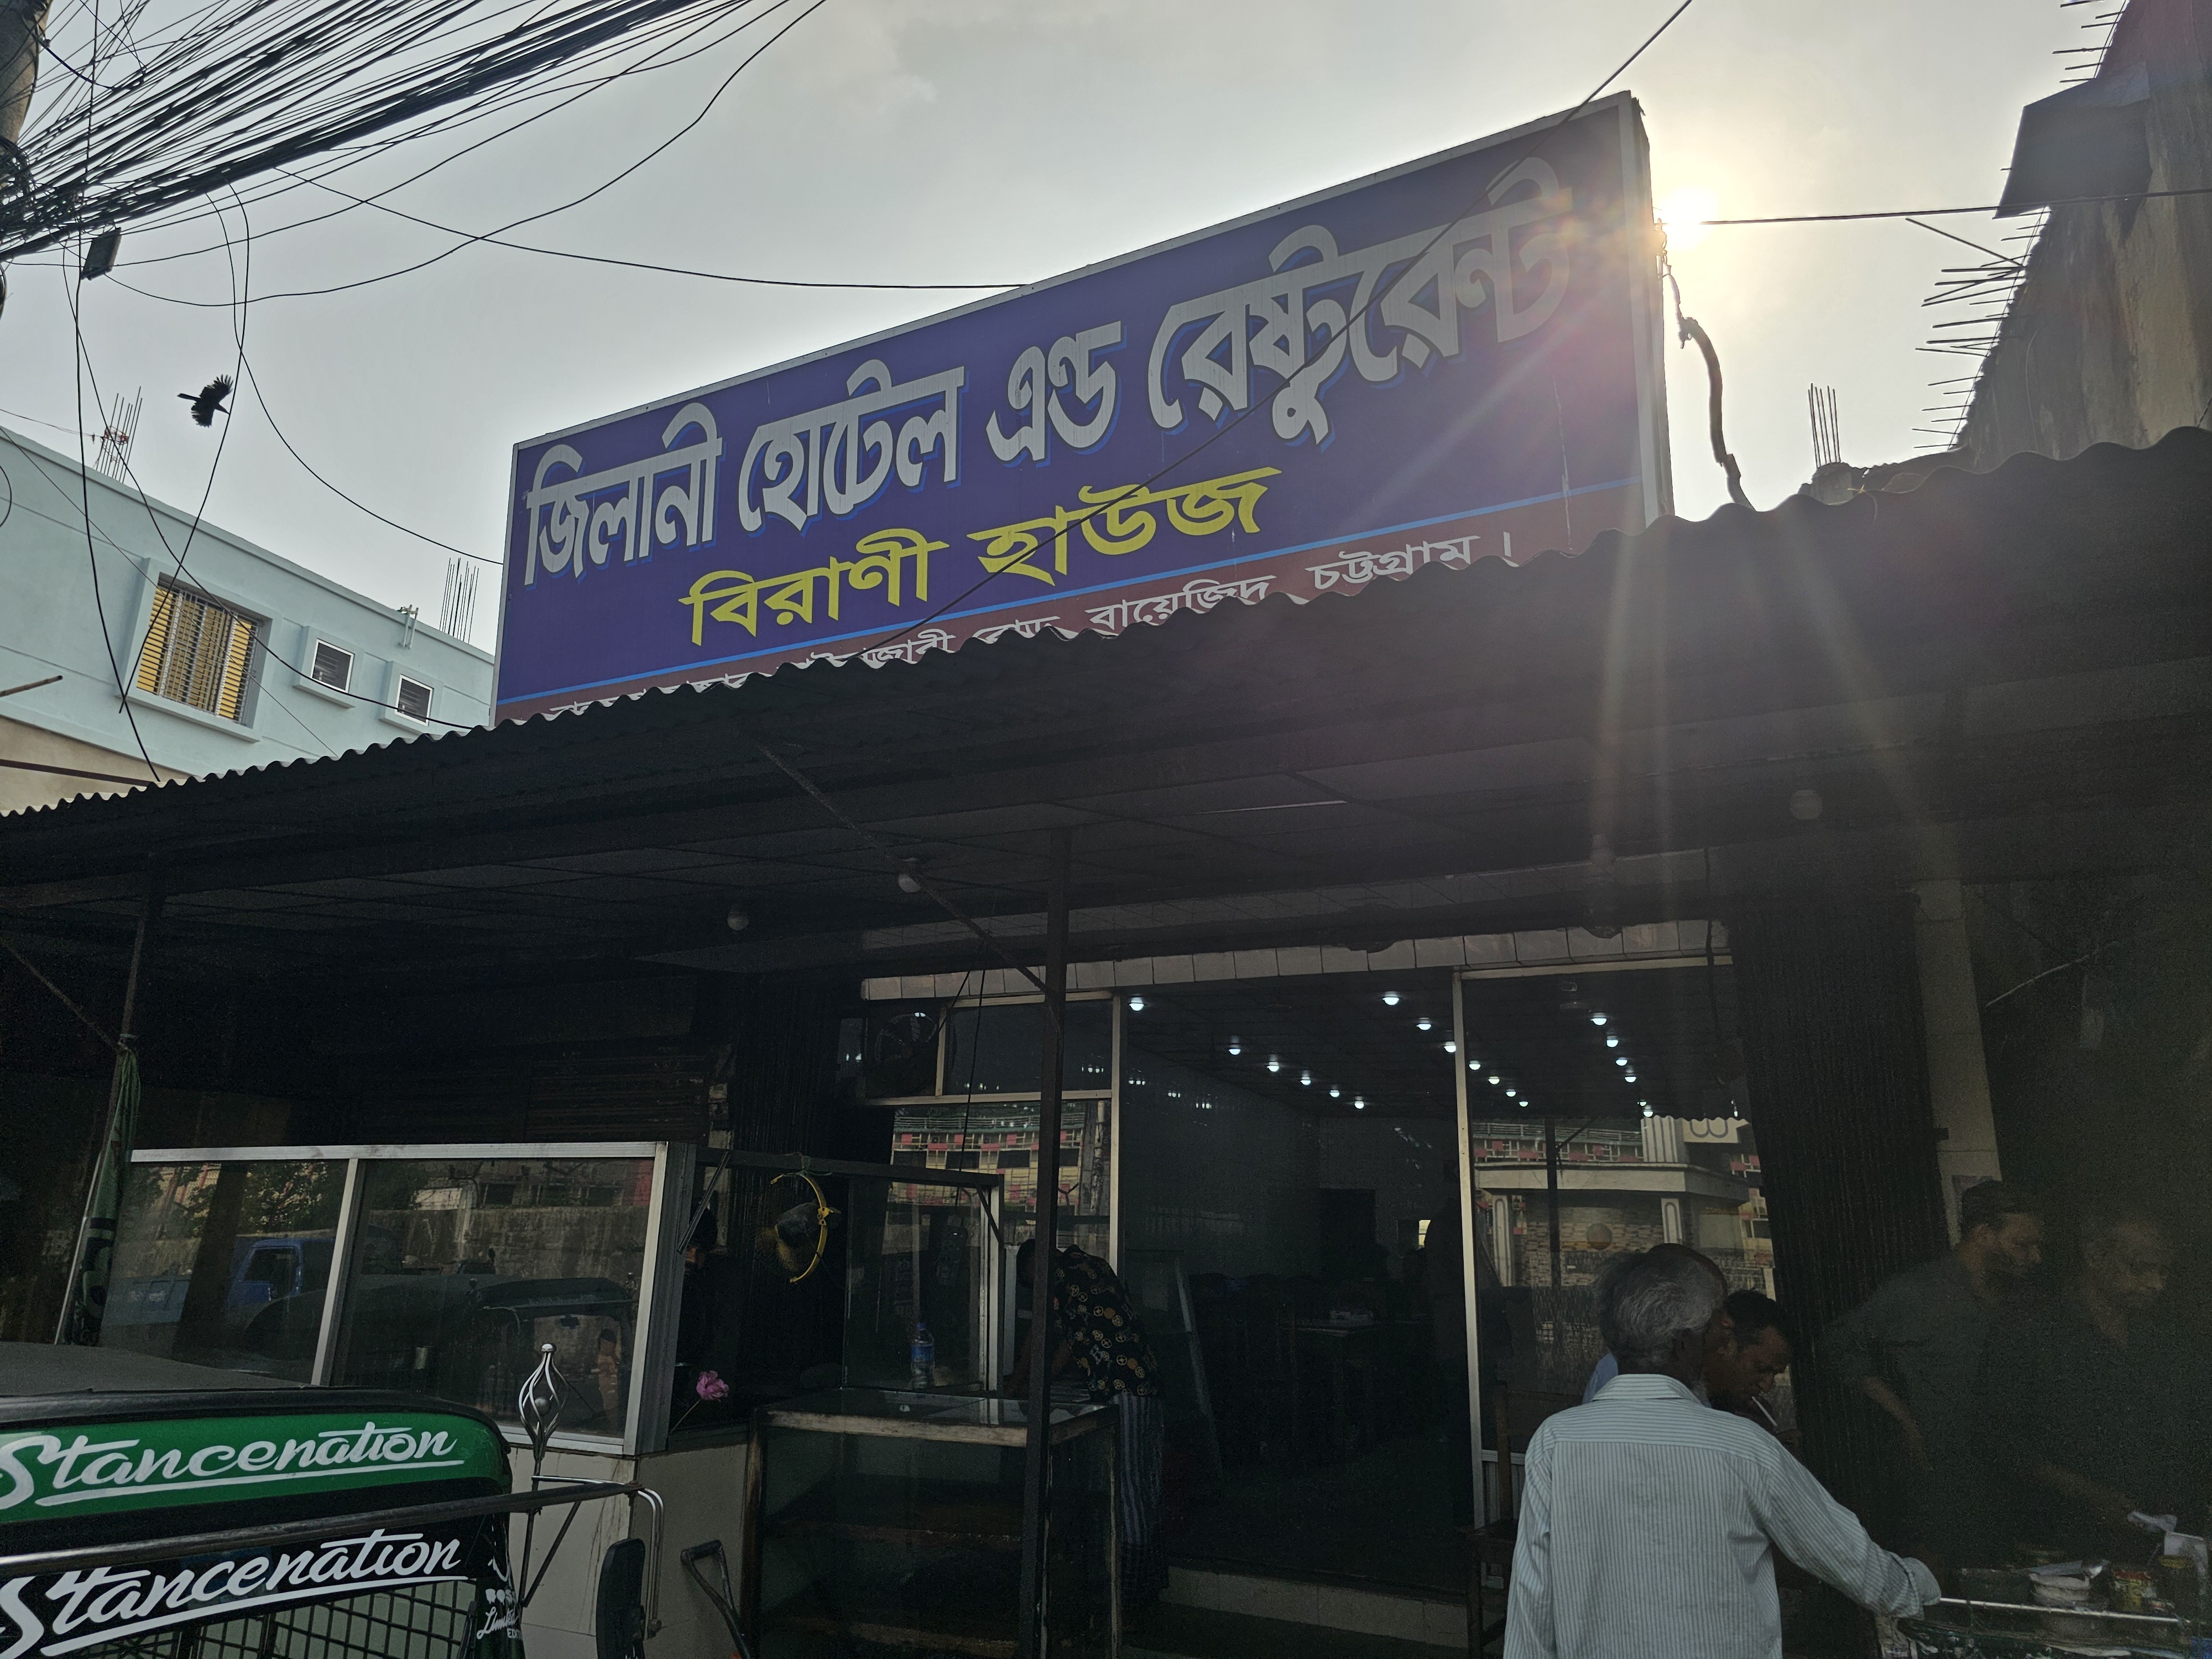 জিলানী হোটেল এন্ড রেষ্টুরেন্ট
বিরাণী হাউজ
রোড, বায়েজিদ, চট্টগ্রাম।
Stancenation
Stancenation